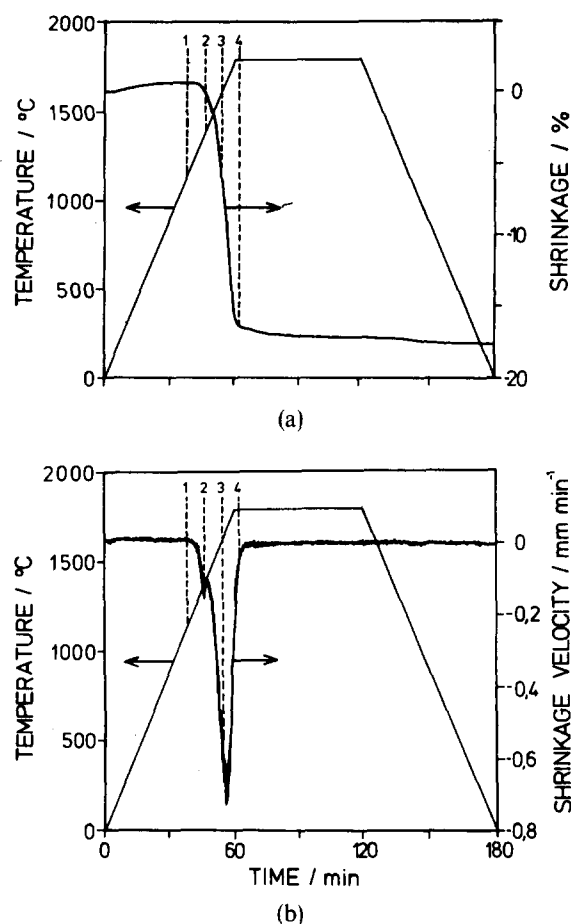 2000
1500
1000
500
0
TEMPERATURE / ºC
1 2 3 4
0
-10
-20
SHRINKAGE / %
(a)
2000
1500
1000
500
0
TEMPERATURE / ºC
1 2 3 4
0
-0,2
-0,4
-0,6
-0,8
SHRINKAGE VELOCITY / mm min⁻¹
0 60 120 180
TIME / min
(b)